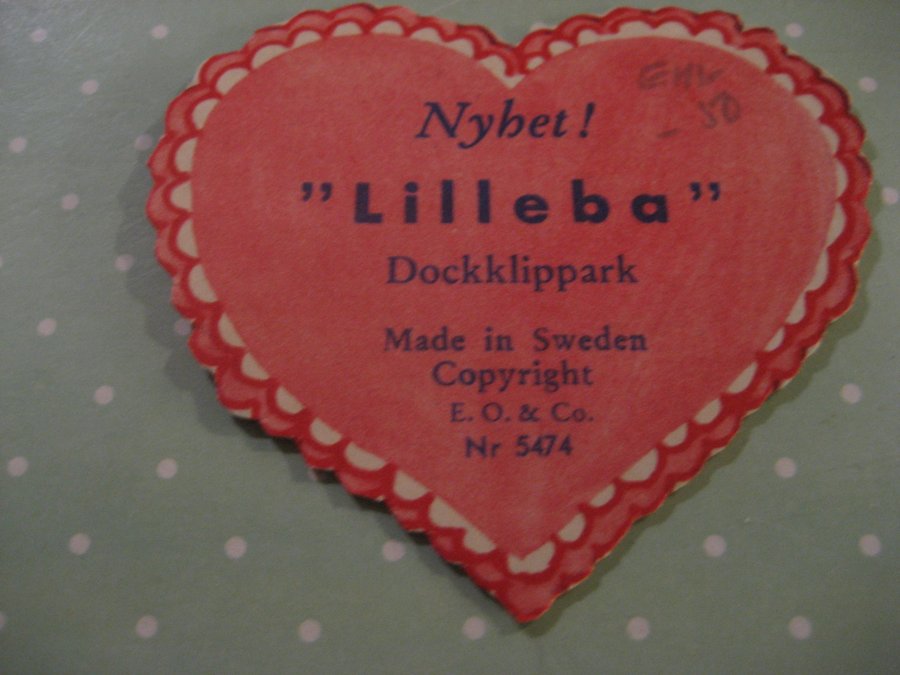 Nyhet!
"Lilleba"
Dockklippark
Made in Sweden
Copyright
E. O. & Co.
Nr 5474